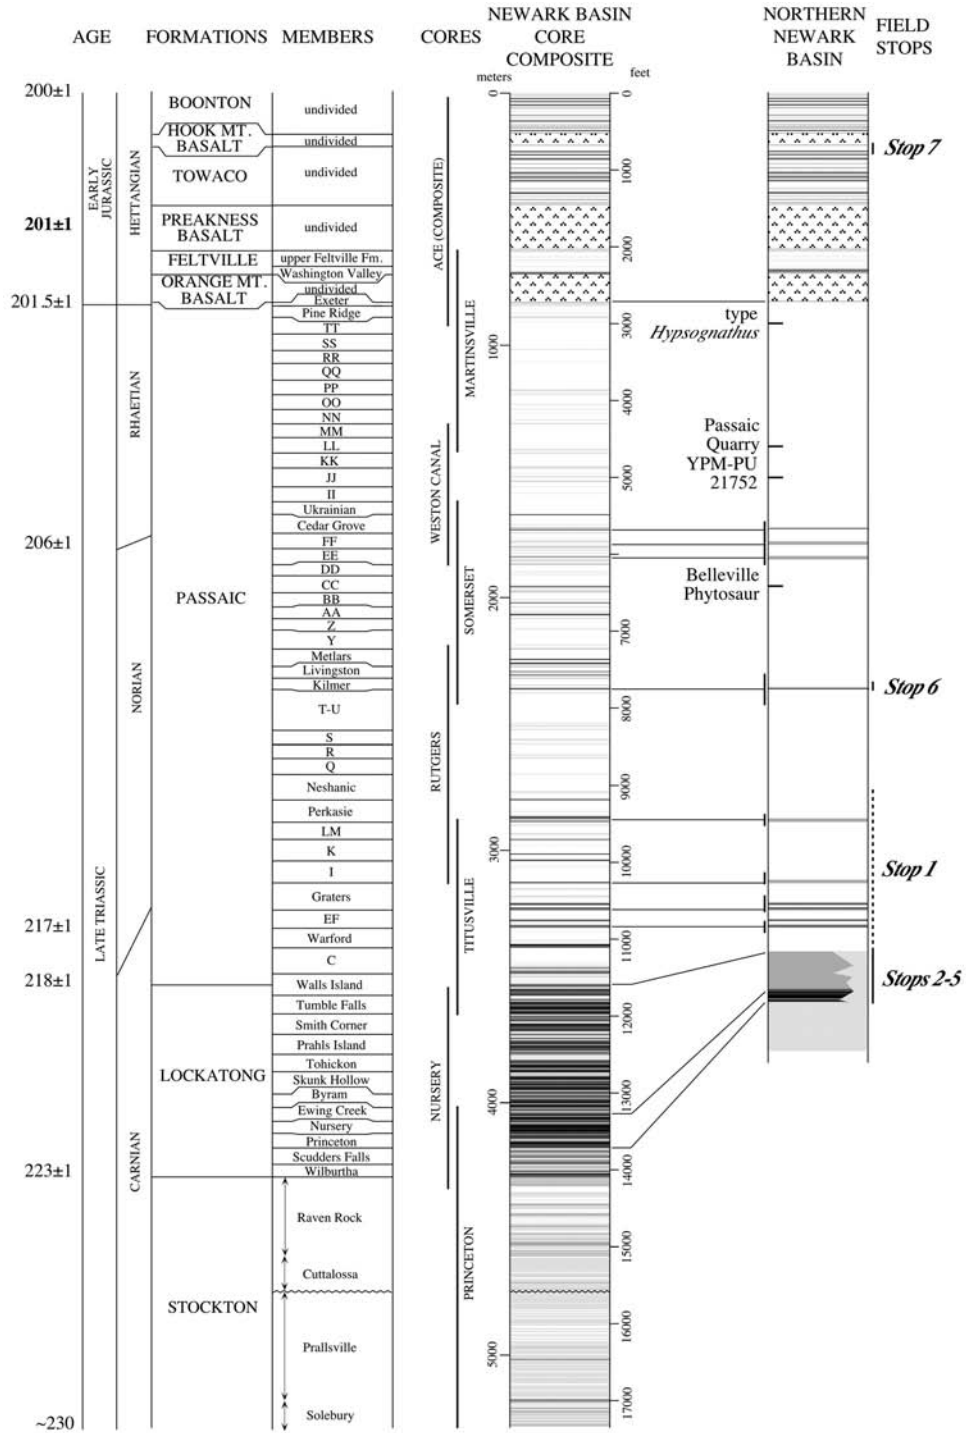 AGE
FORMATIONS
MEMBERS
CORES
NEWARK BASIN
CORE
COMPOSITE
NORTHERN
NEWARK
BASIN
FIELD
STOPS
meters
feet
200±1
201±1
201.5±1
206±1
217±1
218±1
223±1
~230
EARLY
JURASSIC
LATE TRIASSIC
HETTANGIAN
RHAETIAN
NORIAN
CARNIAN
BOONTON
HOOK MT.
BASALT
TOWACO
PREAKNESS
BASALT
FELTVILLE
ORANGE MT.
BASALT
PASSAIC
LOCKATONG
STOCKTON
undivided
undivided
undivided
undivided
upper Feltville Fm.
Washington Valley
undivided
Exeter
Pine Ridge
TT
SS
RR
QQ
PP
OO
NN
MM
LL
KK
JJ
II
Ukrainian
Cedar Grove
FF
EE
DD
CC
BB
AA
Z
Y
Metlars
Livingston
Kilmer
T-U
S
R
Q
Neshanic
Perkasie
LM
K
I
Graters
EF
Warford
C
Walls Island
Tumble Falls
Smith Corner
Prahls Island
Tohickon
Skunk Hollow
Byram
Ewing Creek
Nursery
Princeton
Scudders Falls
Wilburtha
Raven Rock
Cuttalossa
Prallsville
Solebury
ACE (COMPOSITE)
MARTINSVILLE
WESTON CANAL
SOMERSET
RUTGERS
TITUSVILLE
NURSERY
PRINCETON
0
1000
2000
3000
4000
5000
0
1000
2000
3000
4000
5000
7000
8000
9000
10000
11000
12000
13000
14000
15000
16000
17000
type
Hypsognathus
Passaic
Quarry
YPM-PU
21752
Belleville
Phytosaur
Stop 7
Stop 6
Stop 1
Stops 2-5